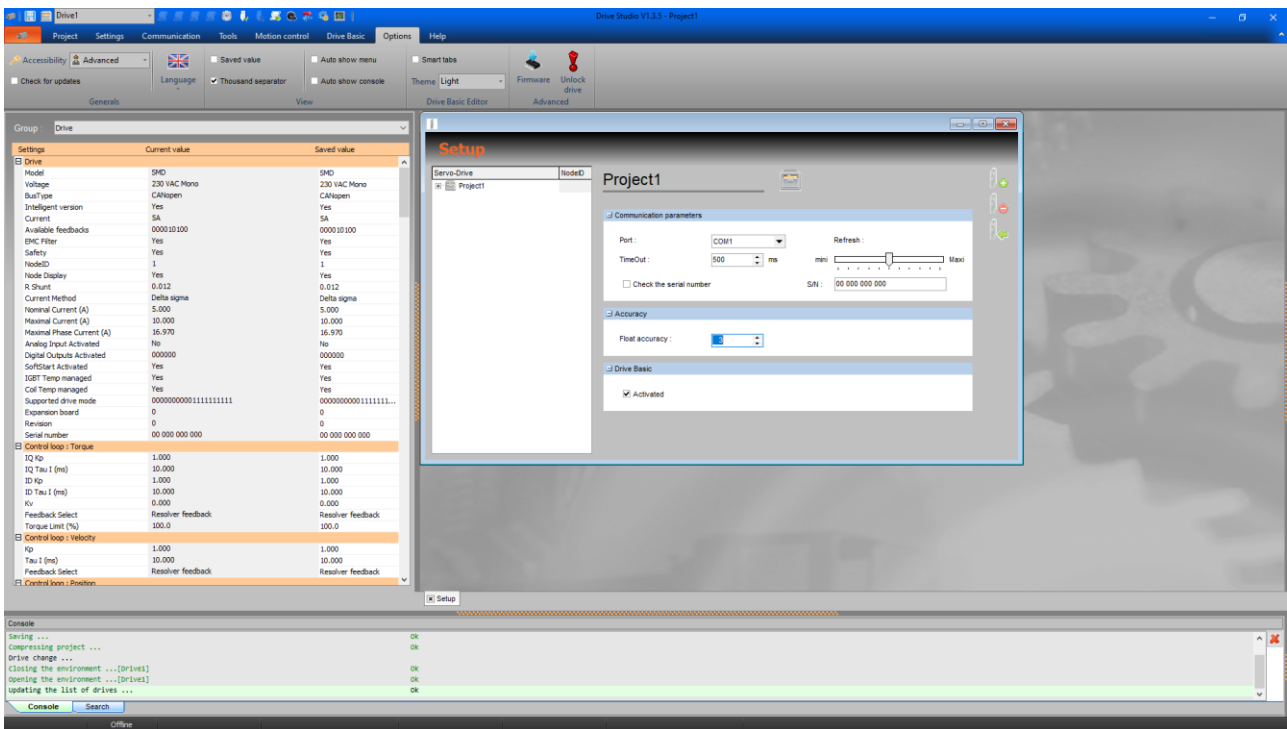 Drive1
Drive Studio V1.3.5 - Project1
Project Settings Communication Tools Motion control Drive Basic Options Help
Accessibility Advanced
Check for updates
Generals
Language
Saved value
Thousand separator
Auto show menu
Auto show console
View
Smart tabs
Theme Light
Drive Basic Editor
Firmware
Unlock
drive
Advanced
Group : Drive
Settings Current value Saved value
Drive
Model SMD SMD
Voltage 230 VAC Mono 230 VAC Mono
BusType CANopen CANopen
Intelligent version Yes Yes
Current 5A 5A
Available feedbacks 000010100 000010100
EMC Filter Yes Yes
Safety Yes Yes
NodeID 1 1
Node Display Yes Yes
R Shunt 0.012 0.012
Current Method Delta sigma Delta sigma
Nominal Current (A) 5.000 5.000
Maximal Current (A) 10.000 10.000
Maximal Phase Current (A) 16.970 16.970
Analog Input Activated No No
Digital Outputs Activated 000000 000000
SoftStart Activated Yes Yes
IGBT Temp managed Yes Yes
Coil Temp managed Yes Yes
Supported drive mode 00000000001111111111 00000000001111111...
Expansion board 0 0
Revision 0 0
Serial number 00 000 000 000 00 000 000 000
Control loop : Torque
IQ Kp 1.000 1.000
IQ Tau I (ms) 10.000 10.000
ID Kp 1.000 1.000
ID Tau I (ms) 10.000 10.000
Kv 0.000 0.000
Feedback Select Resolver feedback Resolver feedback
Torque Limit (%) 100.0 100.0
Control loop : Velocity
Kp 1.000 1.000
Tau I (ms) 10.000 10.000
Feedback Select Resolver feedback Resolver feedback
Control loop : Position
Setup
Servo-Drive NodeID
Project1
Project1
Communication parameters
Port : COM1 Refresh :
TimeOut : 500 ms mini Maxi
Check the serial number S/N : 00 000 000 000
Accuracy
Float accuracy : 3
Drive Basic
Activated
Setup
Console
Saving ... Ok
Compressing project ... Ok
Drive change ...
Closing the environment ...[Drive1] Ok
Opening the environment ...[Drive1] Ok
Updating the list of drives ... Ok
Console Search
Offline